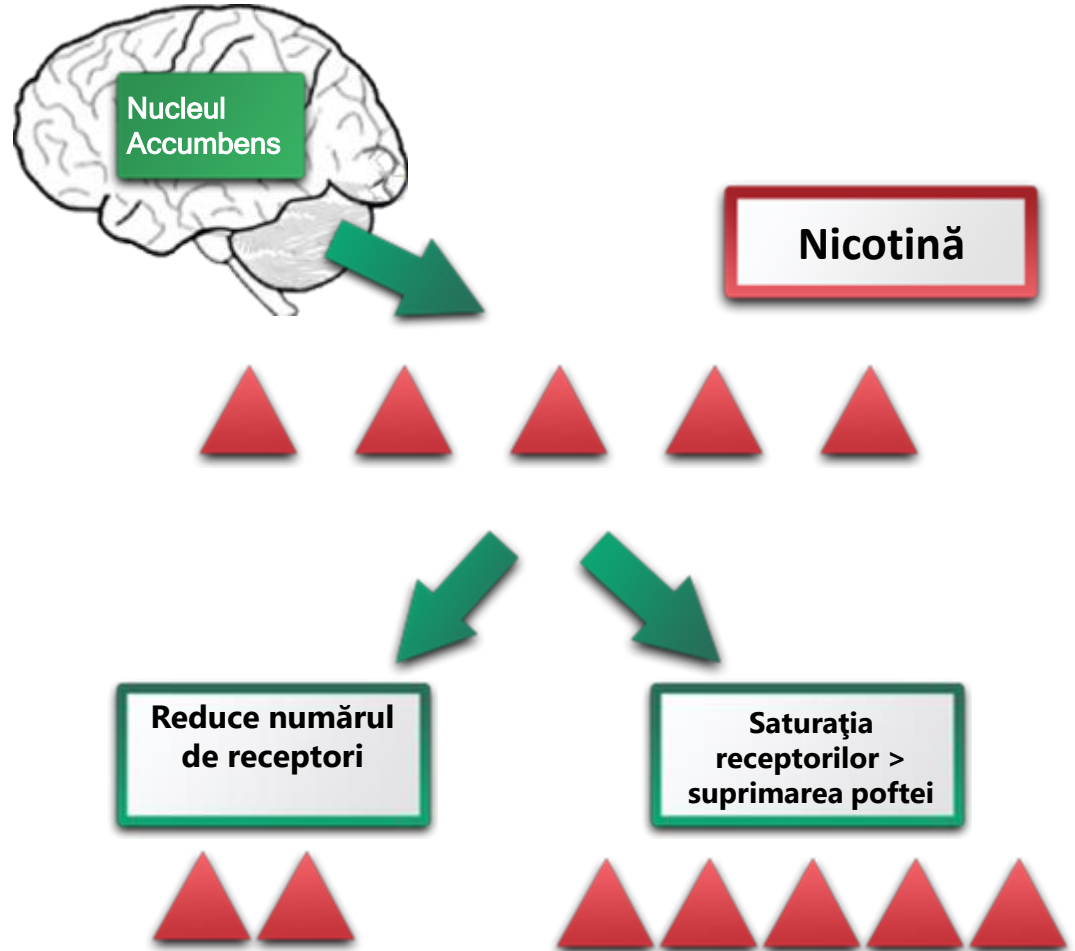 Nucleul
Accumbens
Nicotină
Reduce numărul
de receptori
Saturaţia
receptorilor >
suprimarea poftei